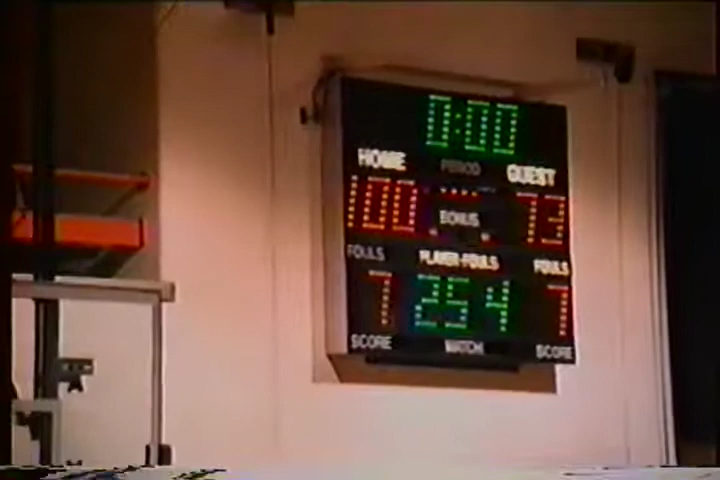 0:00
HOME PERIOD GUEST
100 BONUS 73
FOULS PLAYER-FOULS FOULS
7 25 4 7
SCORE MATCH SCORE